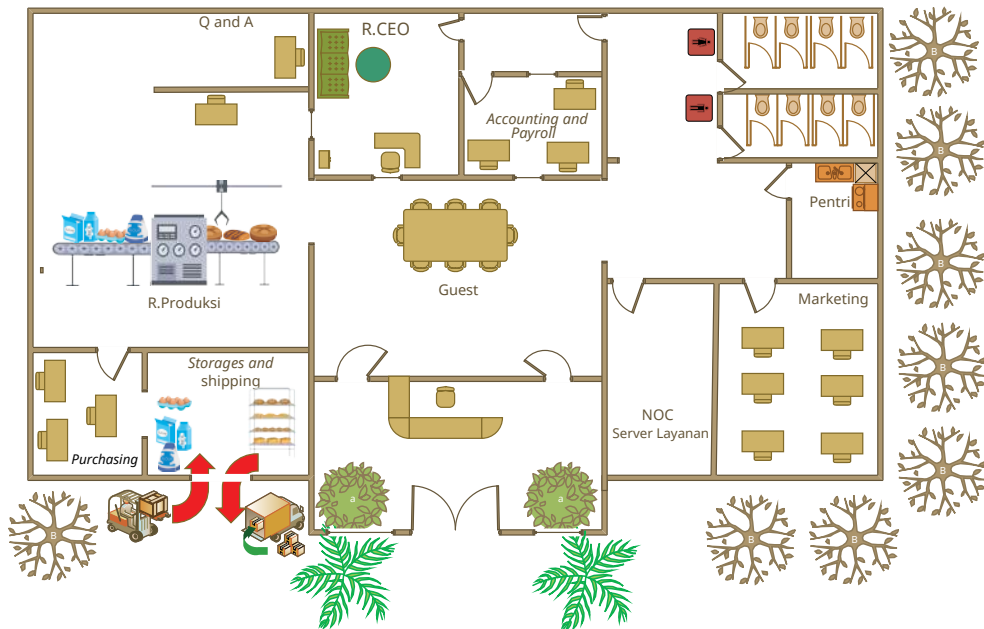 Q and A
R.CEO
B
Accounting and
Payroll
B
Pentri
B
Guest
Marketing
R.Produksi
B
Storages and
shipping
NOC
Server Layanan
Purchasing
B
a
a
B
B
B